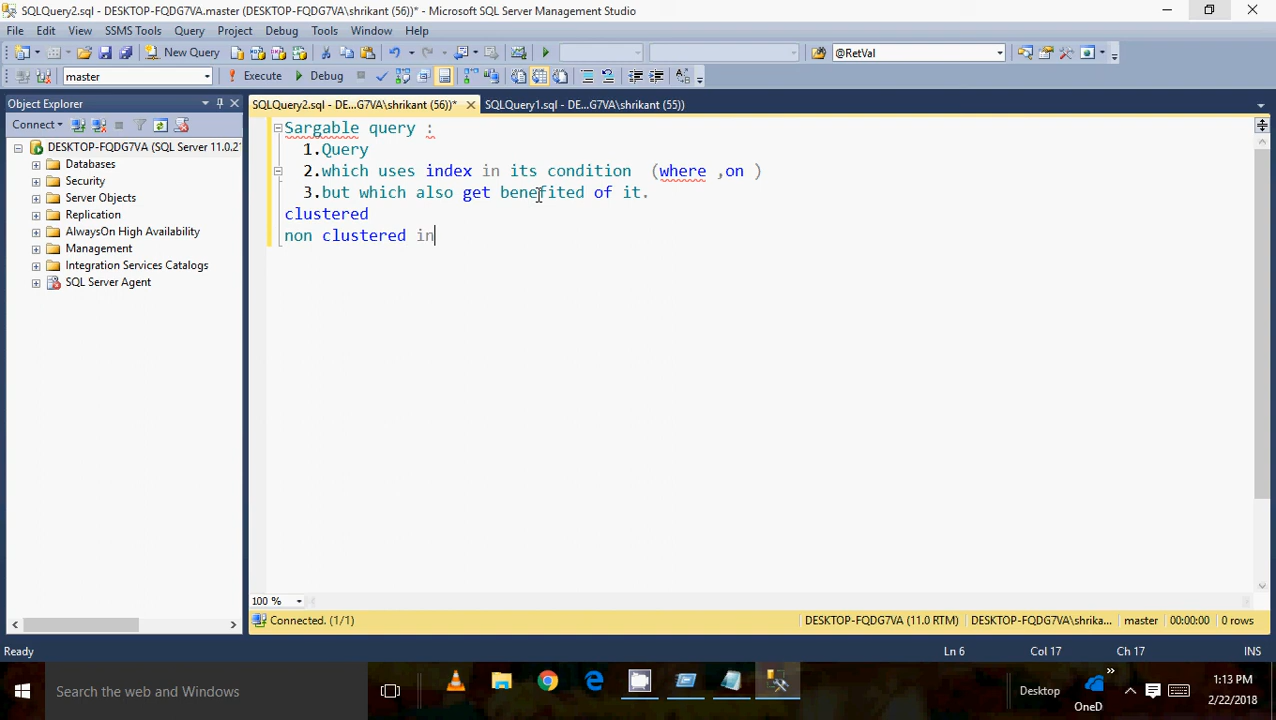 SQLQuery2.sql - DESKTOP-FQDG7VA.master (DESKTOP-FQDG7VA\shrikant (56))* - Microsoft SQL Server Management Studio
File Edit View SSMS Tools Query Project Debug Tools Window Help
New Query @RetVal
master Execute Debug
Object Explorer
SQLQuery2.sql - DE...G7VA\shrikant (56))* SQLQuery1.sql - DE...G7VA\shrikant (55))
Connect
DESKTOP-FQDG7VA (SQL Server 11.0.2
Databases
Security
Server Objects
Replication
AlwaysOn High Availability
Management
Integration Services Catalogs
SQL Server Agent
Sargable query :
1.Query
2.which uses index in its condition (where ,on )
3.but which also get benefited of it.
clustered
non clustered in
100 %
Connected. (1/1) DESKTOP-FQDG7VA (11.0 RTM) DESKTOP-FQDG7VA\shrika... master 00:00:00 0 rows
Ready Ln 6 Col 17 Ch 17 INS
Search the web and Windows
Desktop
OneD
1:13 PM
2/22/2018